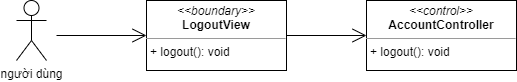 <<boundary>>
LogoutView
+ logout(): void
<<control>>
AccountController
+ logout(): void
người dùng